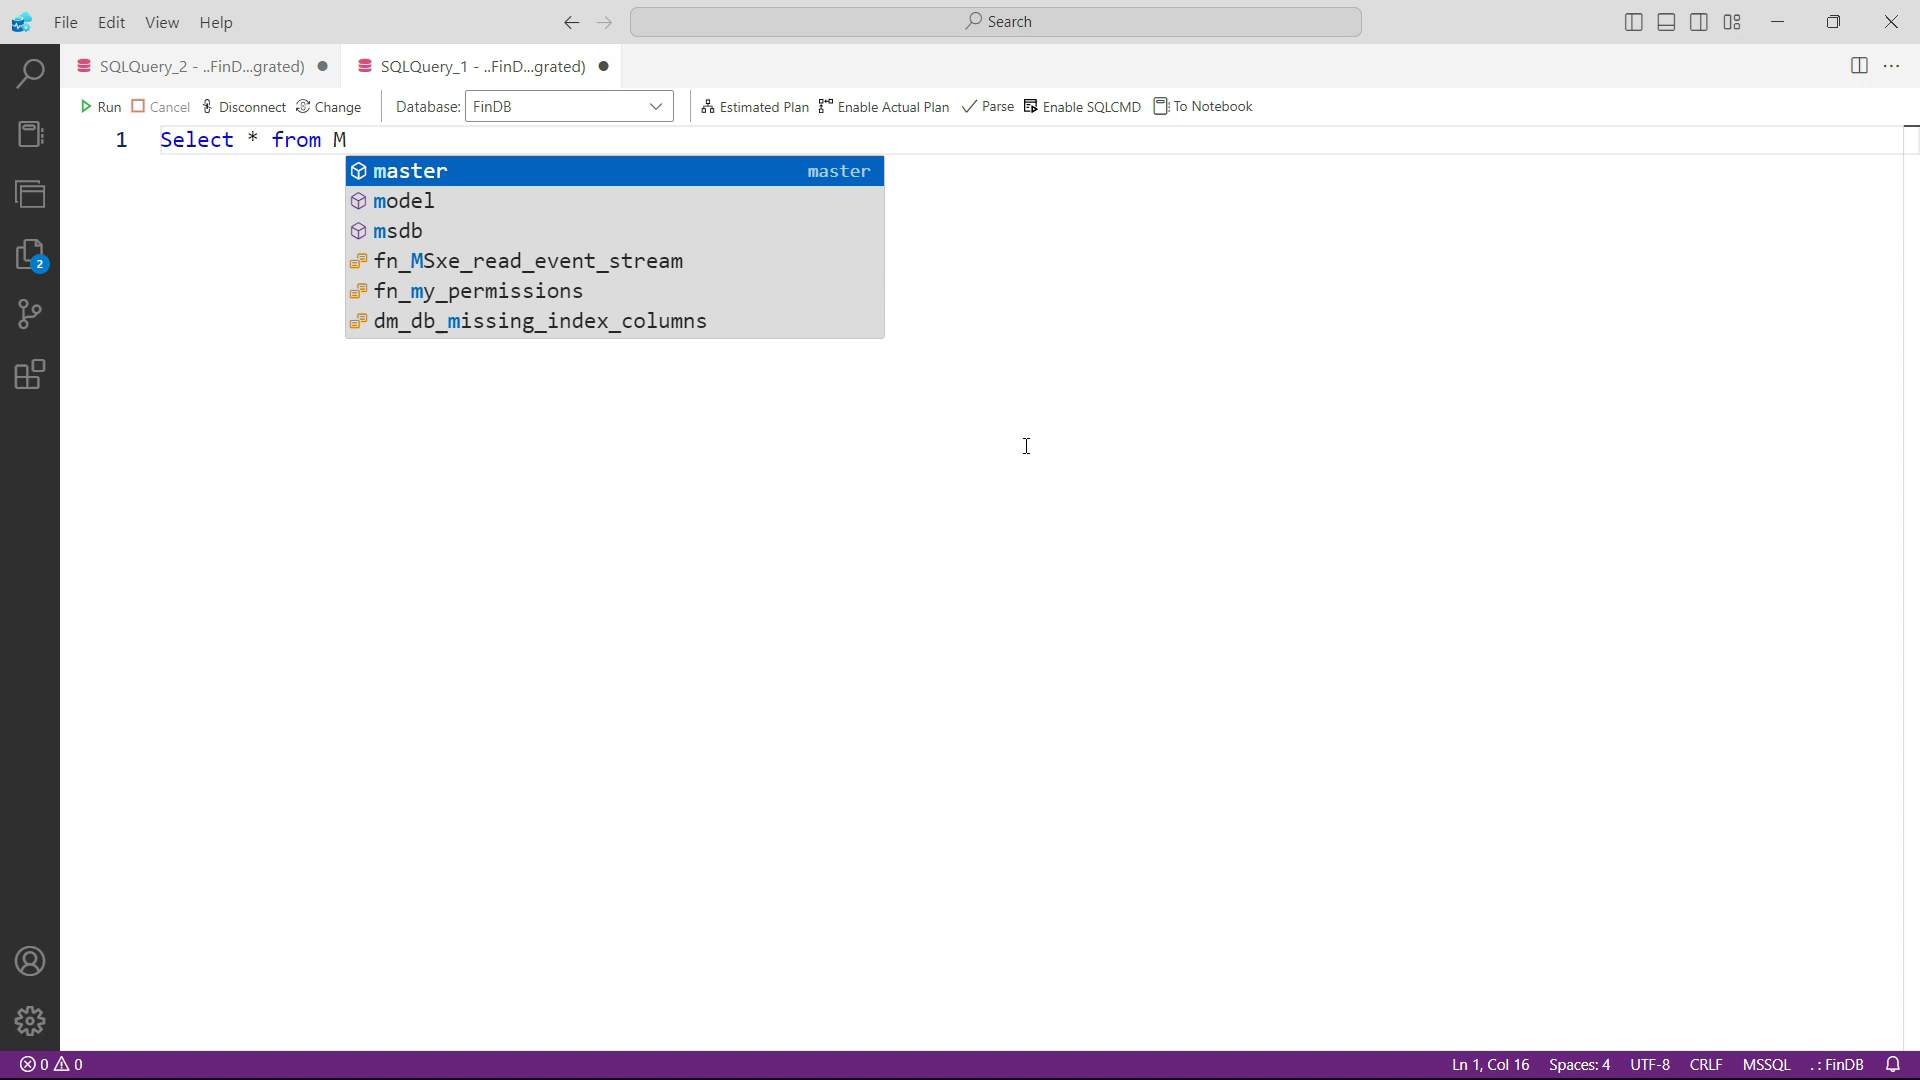 File Edit View Help Search
SQLQuery_2 - ..FinD...grated) SQLQuery_1 - ..FinD...grated)
Run Cancel Disconnect Change Database: FinDB Estimated Plan Enable Actual Plan Parse Enable SQLCMD To Notebook
1 Select * from M
master master
model
msdb
fn_MSxe_read_event_stream
fn_my_permissions
dm_db_missing_index_columns
2
0 0 Ln 1, Col 16 Spaces: 4 UTF-8 CRLF MSSQL .: FinDB